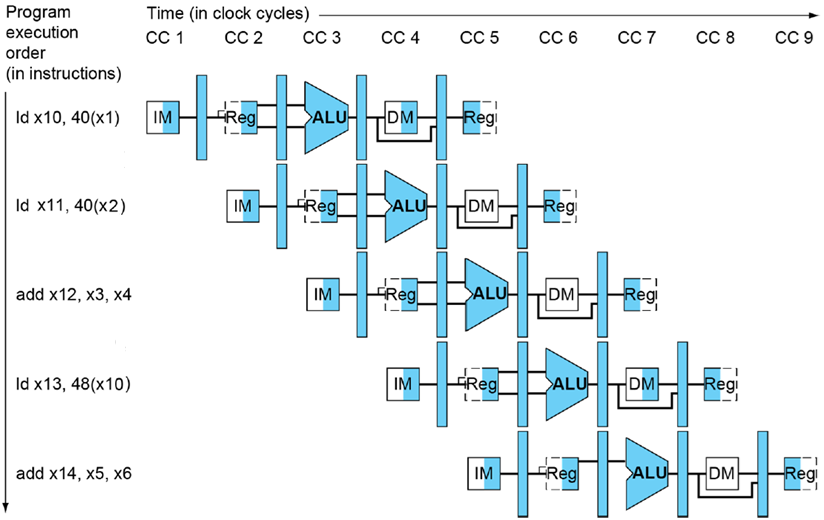 Program
execution
order
(in instructions)
Time (in clock cycles)
CC 1 CC 2 CC 3 CC 4 CC 5 CC 6 CC 7 CC 8 CC 9
ld x10, 40(x1)
IM Reg ALU DM Reg
ld x11, 40(x2)
IM Reg ALU DM Reg
add x12, x3, x4
IM Reg ALU DM Reg
ld x13, 48(x10)
IM Reg ALU DM Reg
add x14, x5, x6
IM Reg ALU DM Reg